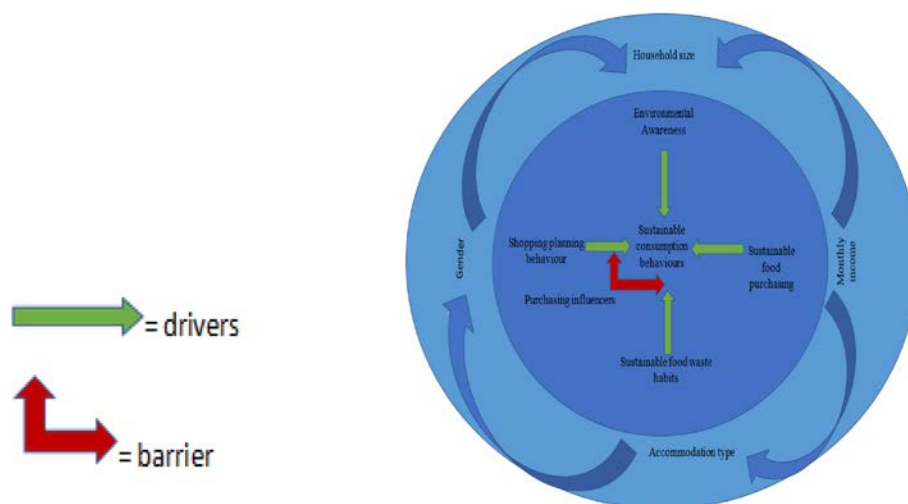 Household size
Environmental
Awareness
Gender
Shopping planning
behaviour
Sustainable
consumption
behaviours
Sustainable
food
purchasing
Monthly
income
Purchasing influencers
Sustainable food waste
habits
Accommodation type
= drivers
= barrier